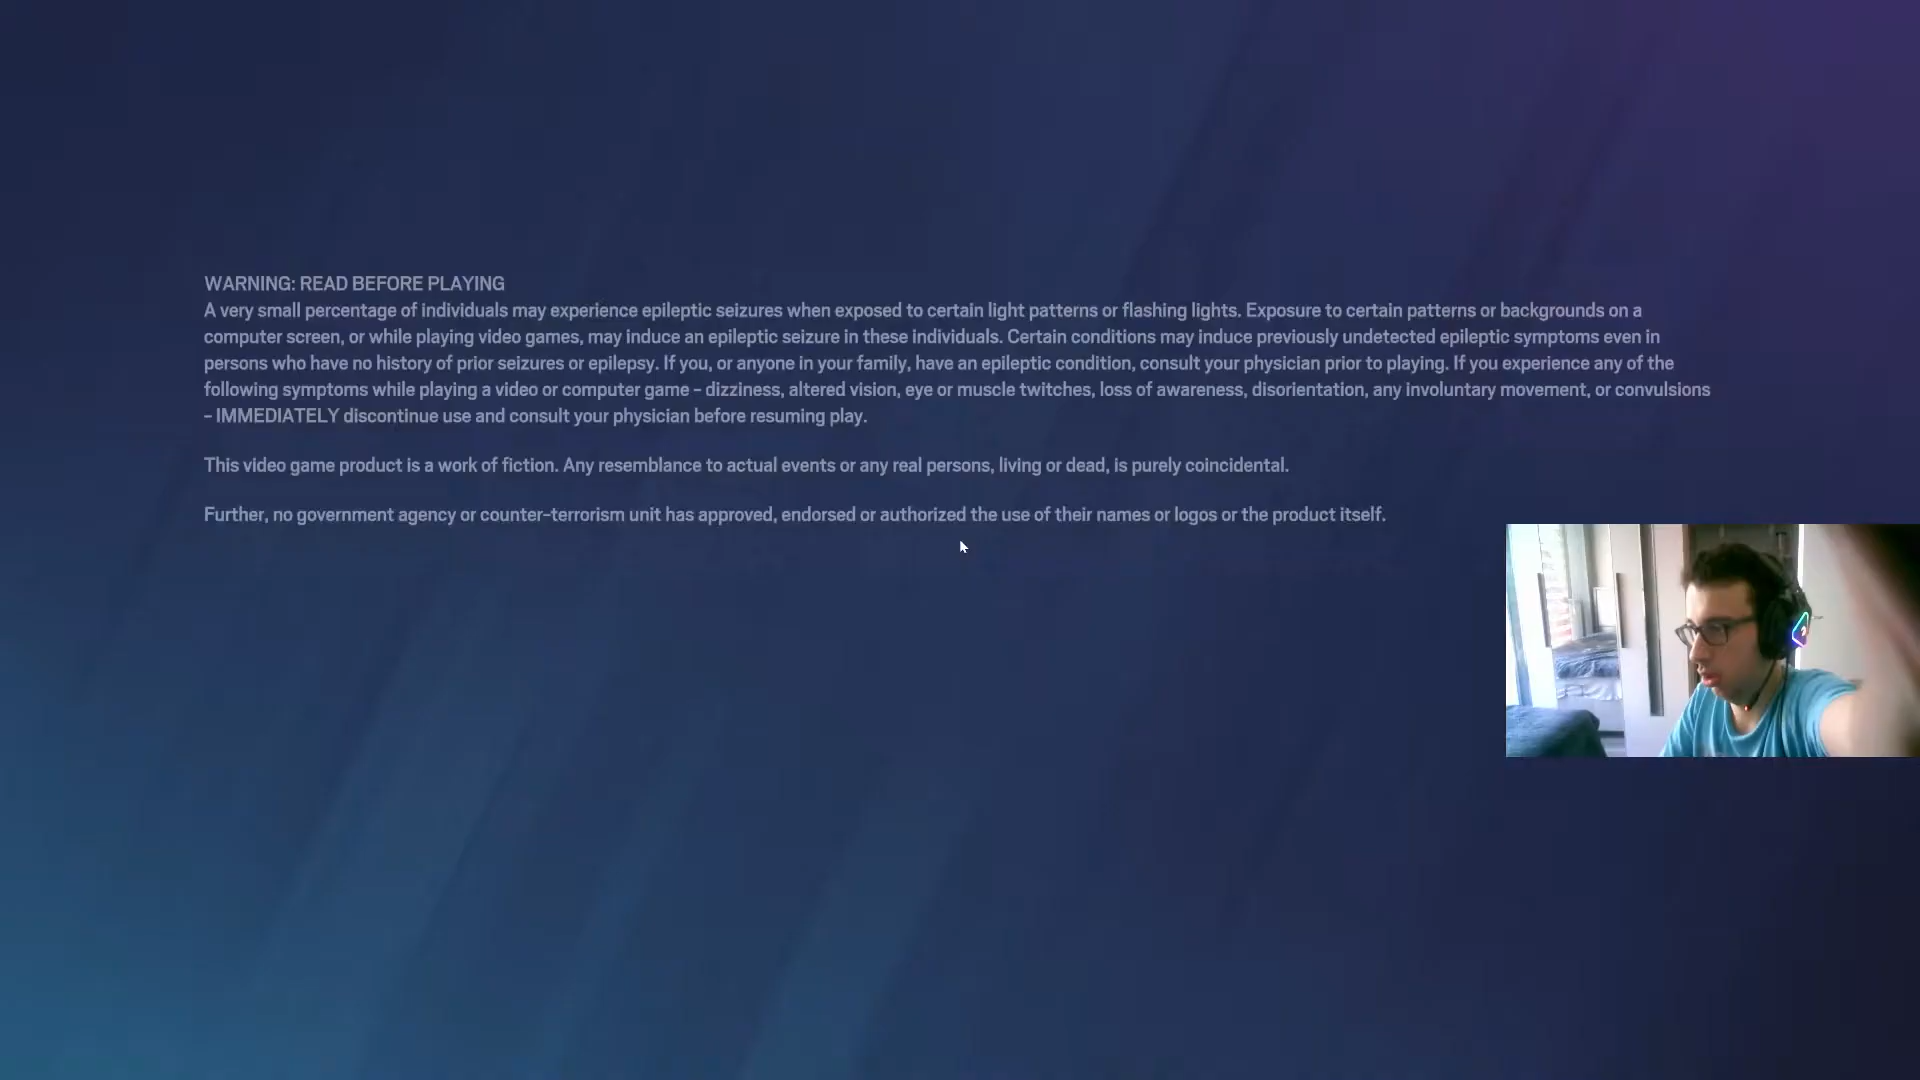 WARNING: READ BEFORE PLAYING
A very small percentage of individuals may experience epileptic seizures when exposed to certain light patterns or flashing lights. Exposure to certain patterns or backgrounds on a
computer screen, or while playing video games, may induce an epileptic seizure in these individuals. Certain conditions may induce previously undetected epileptic symptoms even in
persons who have no history of prior seizures or epilepsy. If you, or anyone in your family, have an epileptic condition, consult your physician prior to playing. If you experience any of the
following symptoms while playing a video or computer game - dizziness, altered vision, eye or muscle twitches, loss of awareness, disorientation, any involuntary movement, or convulsions
- IMMEDIATELY discontinue use and consult your physician before resuming play.
This video game product is a work of fiction. Any resemblance to actual events or any real persons, living or dead, is purely coincidental.
Further, no government agency or counter-terrorism unit has approved, endorsed or authorized the use of their names or logos or the product itself.